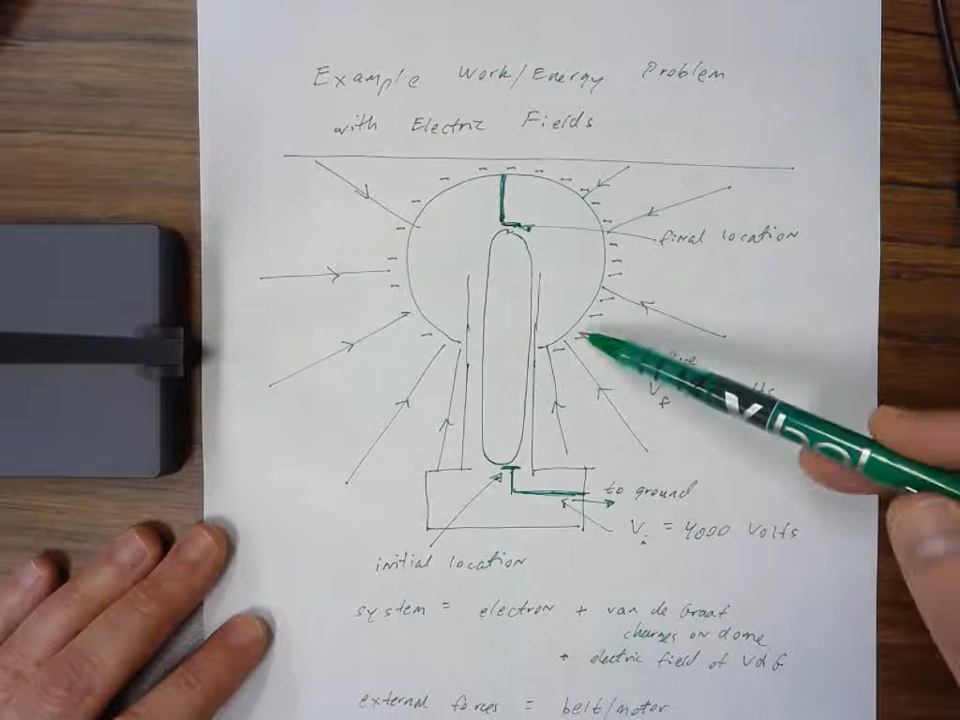 Example Work/Energy Problem
with Electric Fields
final location
V f
to ground
Vi = 4000 volts
initial location
system = electron + van de Graaf
charges on dome
+ electric field of VdG
external forces = belt/motor